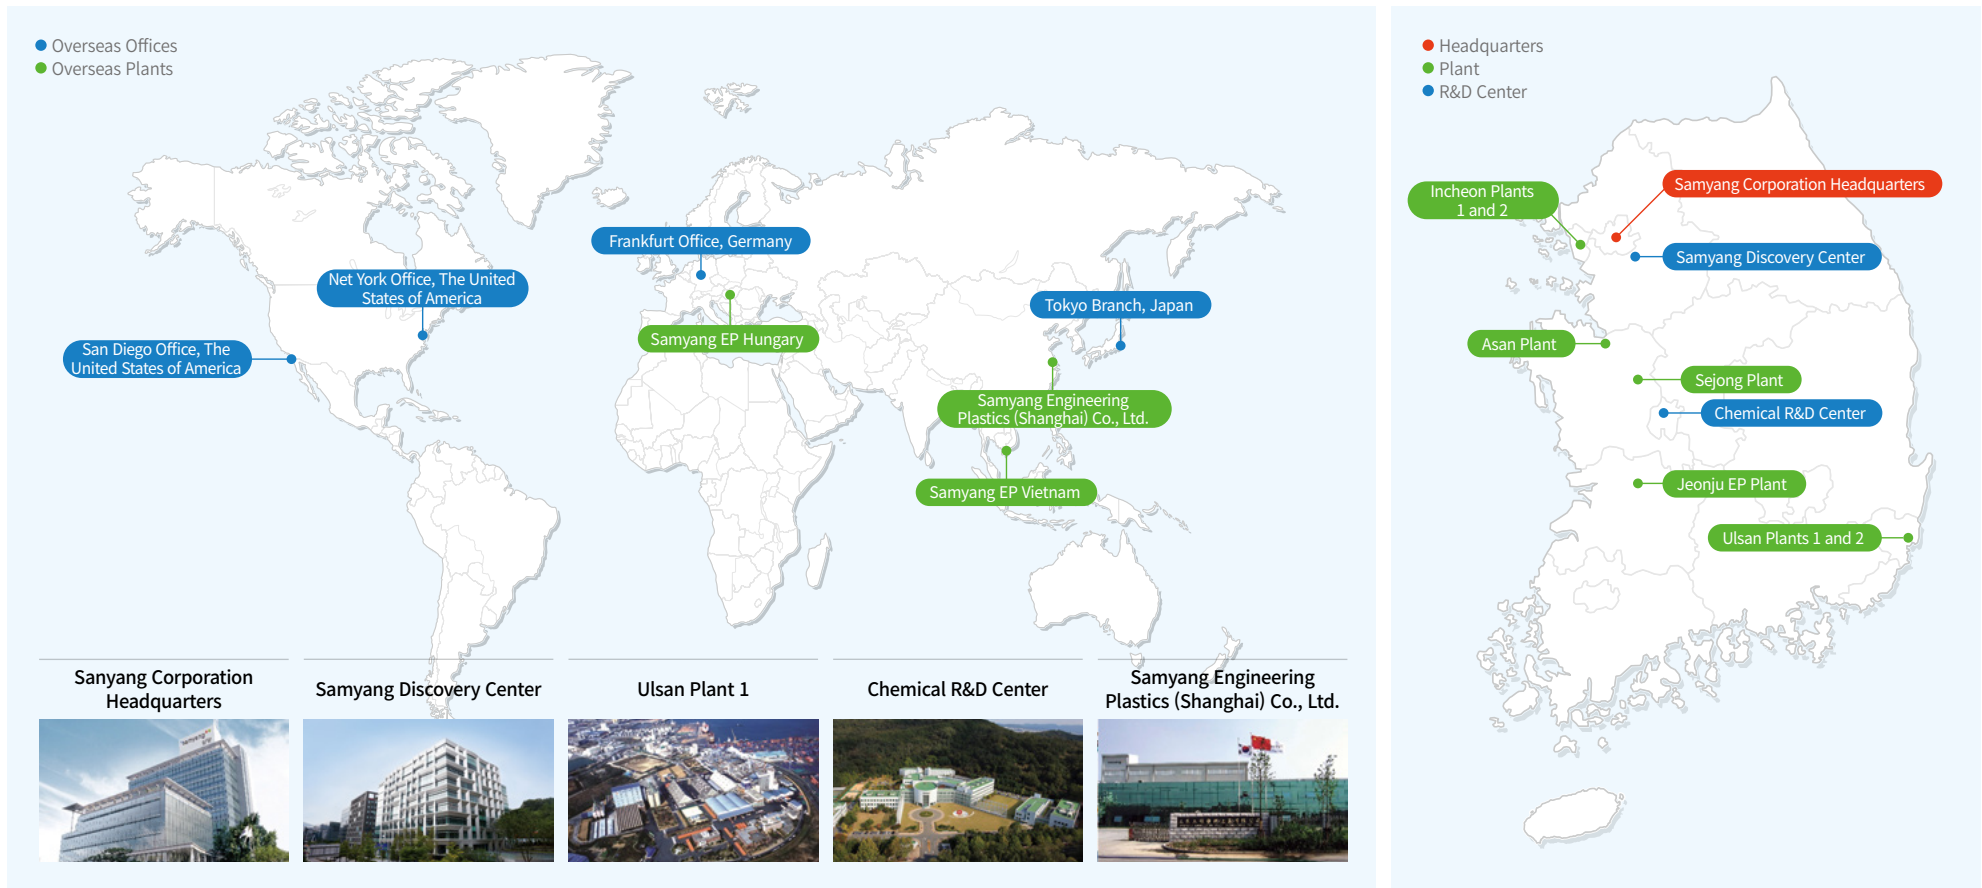 Overseas Offices
Overseas Plants
Frankfurt Office, Germany
Net York Office, The United
States of America
Tokyo Branch, Japan
Samyang EP Hungary
San Diego Office, The
United States of America
Samyang Engineering
Plastics (Shanghai) Co., Ltd.
Samyang EP Vietnam
Sanyang Corporation
Headquarters
Samyang Discovery Center
Ulsan Plant 1
Chemical R&D Center
Samyang Engineering
Plastics (Shanghai) Co., Ltd.
Headquarters
Plant
R&D Center
Samyang Corporation Headquarters
Incheon Plants
1 and 2
Samyang Discovery Center
Asan Plant
Sejong Plant
Chemical R&D Center
Jeonju EP Plant
Ulsan Plants 1 and 2